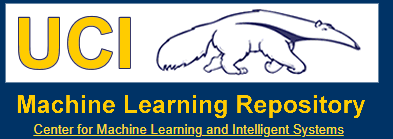 UCI
Machine Learning Repository
Center for Machine Learning and Intelligent Systems